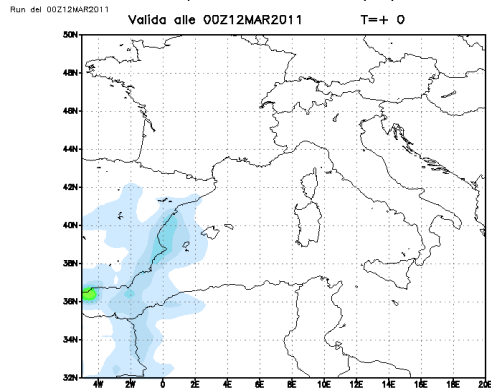 Run del 00Z12MAR2011
Valida alle 00Z12MAR2011 T=+ 0
50N
48N
46N
44N
42N
40N
38N
36N
34N
32N
4W 2W 0 2E 4E 6E 8E 10E 12E 14E 16E 18E 20E